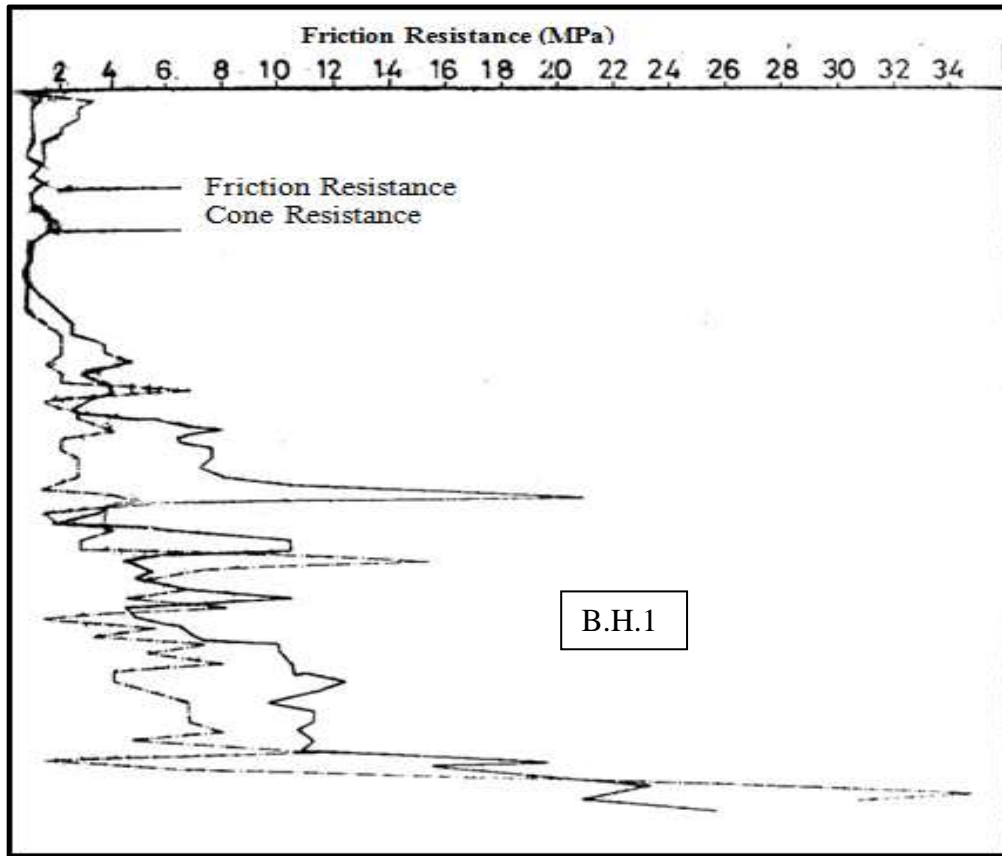 Friction Resistance (MPa)
2 4 6. 8 10 12 14 16 18 20 22 24 26 28 30 32 34
Friction Resistance
Cone Resistance
B.H.1